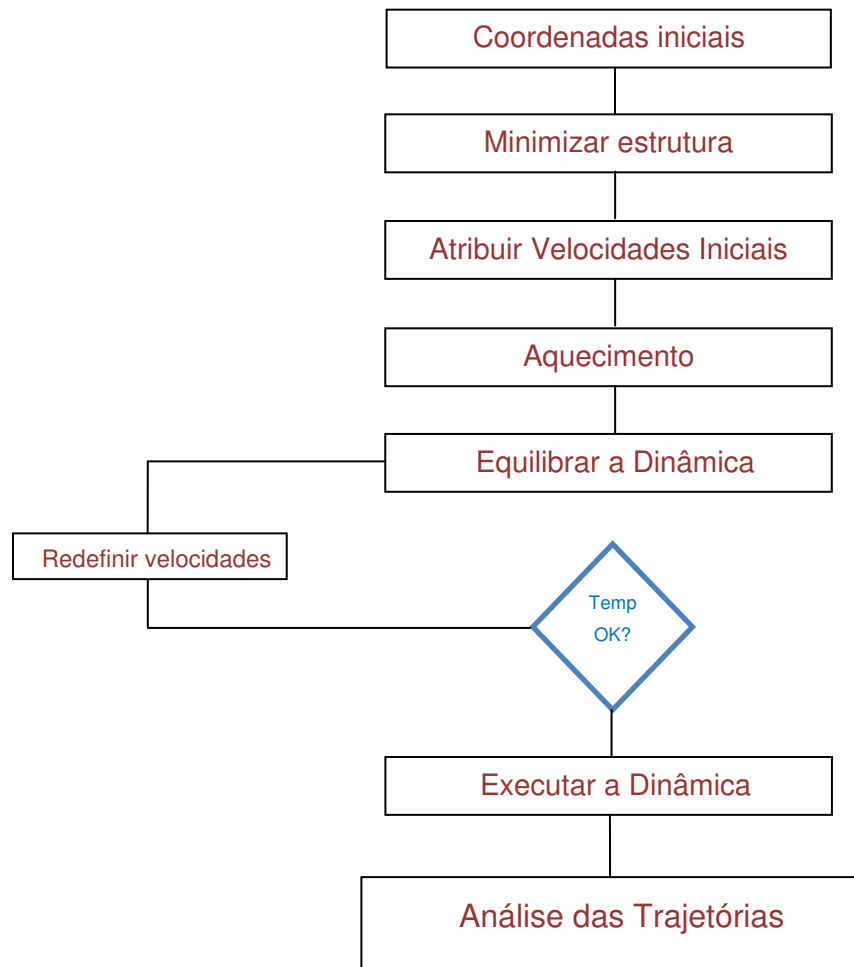 Coordenadas iniciais
Minimizar estrutura
Atribuir Velocidades Iniciais
Aquecimento
Equilibrar a Dinâmica
Redefinir velocidades
Temp
OK?
Executar a Dinâmica
Análise das Trajetórias